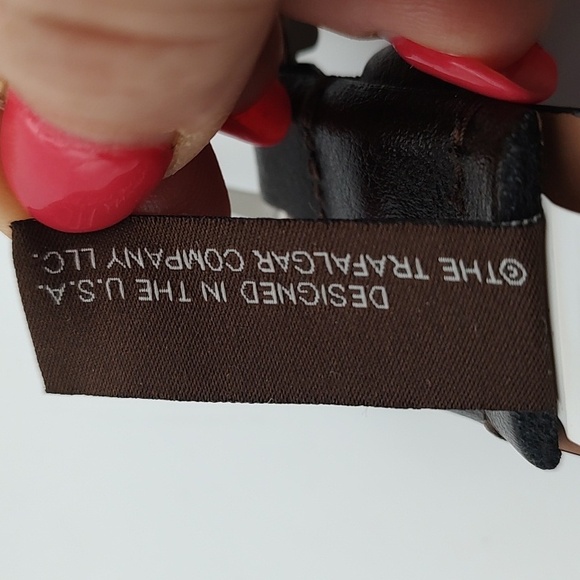 ©THE TRAFALGAR COMPANY LLC.
DESIGNED IN THE U.S.A.